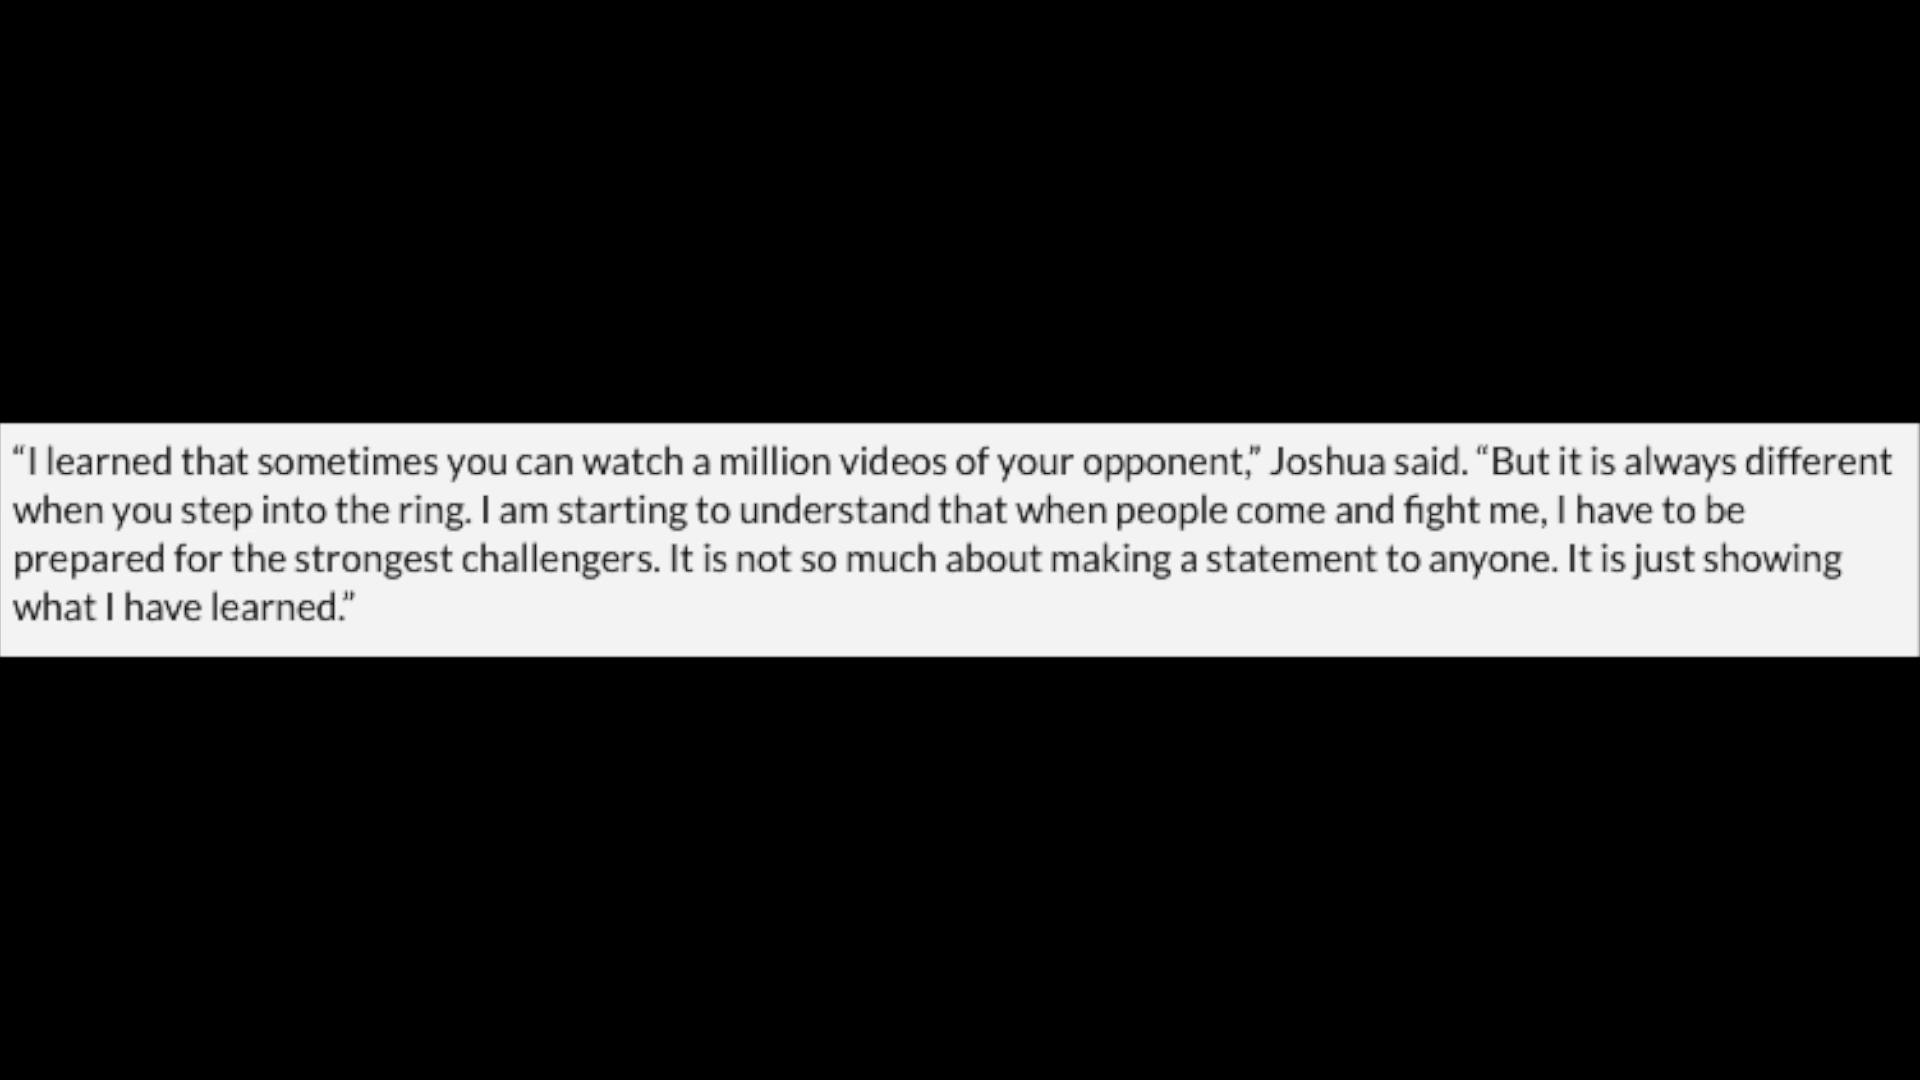 “I learned that sometimes you can watch a million videos of your opponent,” Joshua said. “But it is always different
when you step into the ring. I am starting to understand that when people come and fight me, I have to be
prepared for the strongest challengers. It is not so much about making a statement to anyone. It is just showing
what I have learned.”